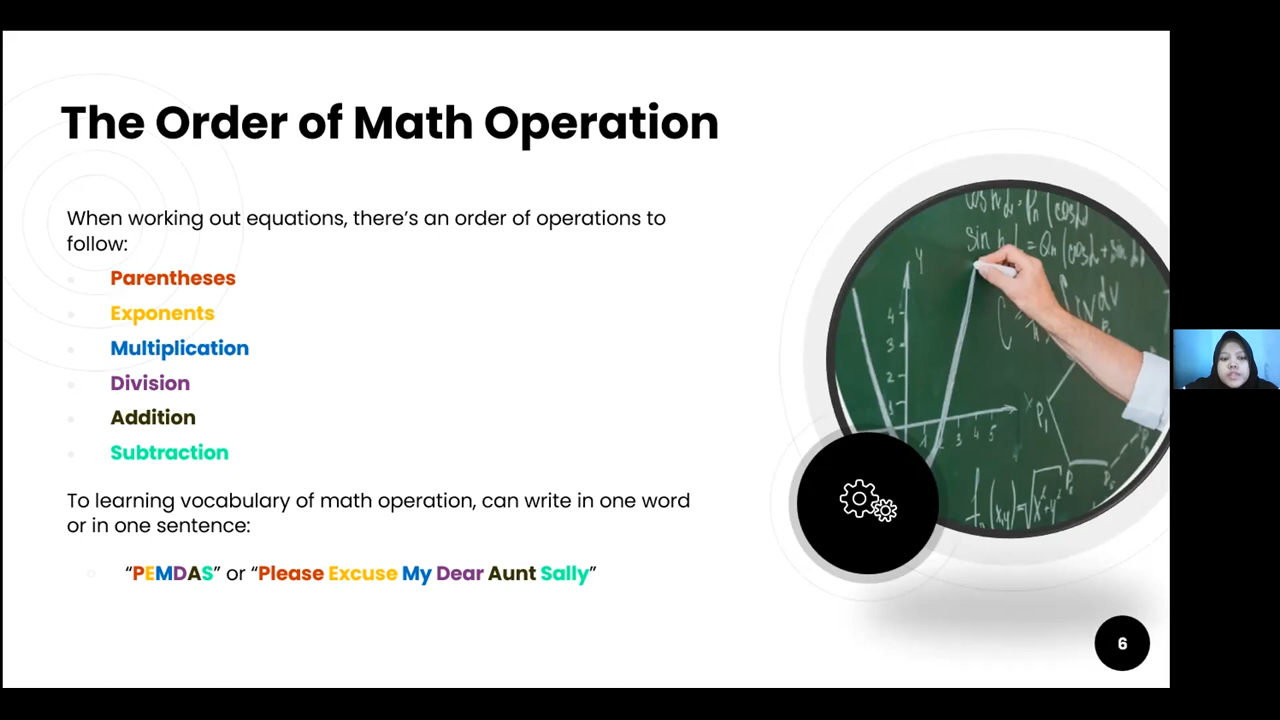 The Order of Math Operation
When working out equations, there's an order of operations to
follow:
Parentheses
Exponents
Multiplication
Division
Addition
Subtraction
To learning vocabulary of math operation, can write in one word
or in one sentence:
"PEMDAS" or "Please Excuse My Dear Aunt Sally"
6